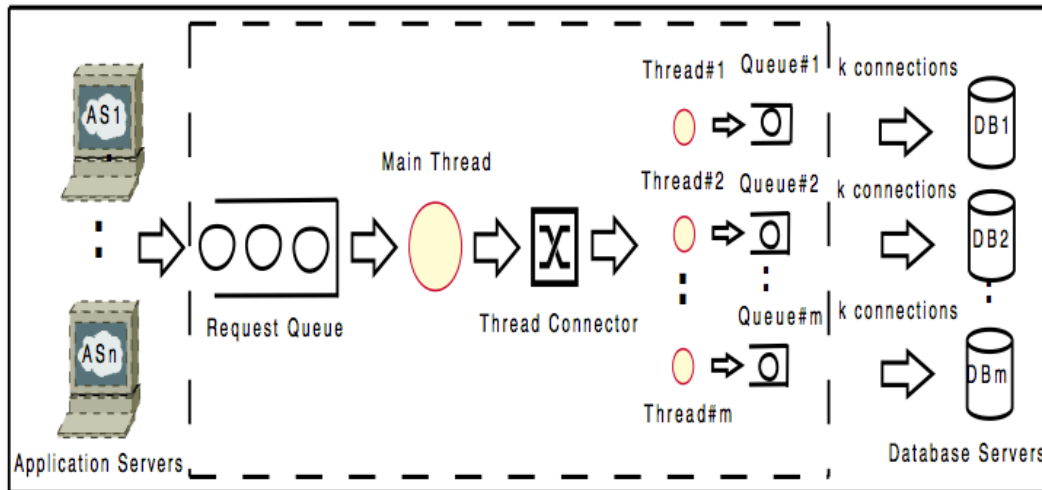 AS1
ASn
Application Servers
Request Queue
Main Thread
Thread Connector
Thread#1 Queue#1 k connections
DB1
Thread#2 Queue#2 k connections
DB2
Queue#m k connections
Thread#m
DBm
Database Servers